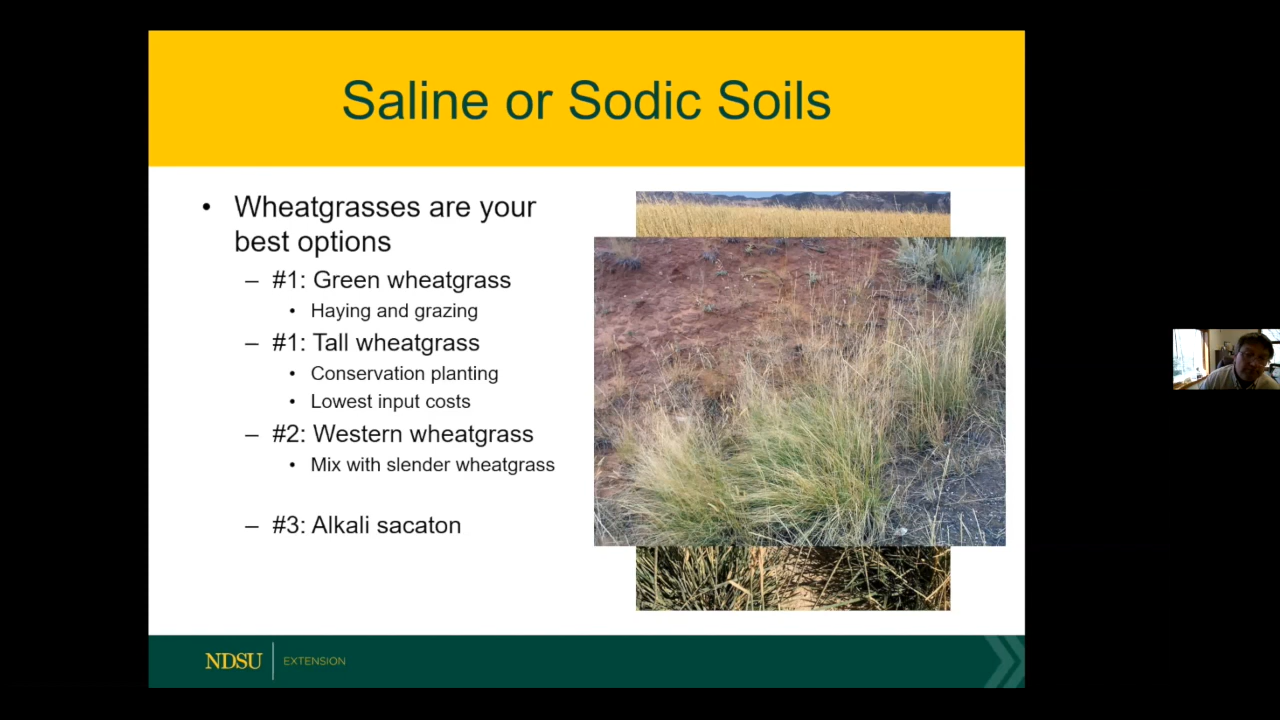 Saline or Sodic Soils
• Wheatgrasses are your
best options
– #1: Green wheatgrass
• Haying and grazing
– #1: Tall wheatgrass
• Conservation planting
• Lowest input costs
– #2: Western wheatgrass
• Mix with slender wheatgrass
– #3: Alkali sacaton
NDSU EXTENSION